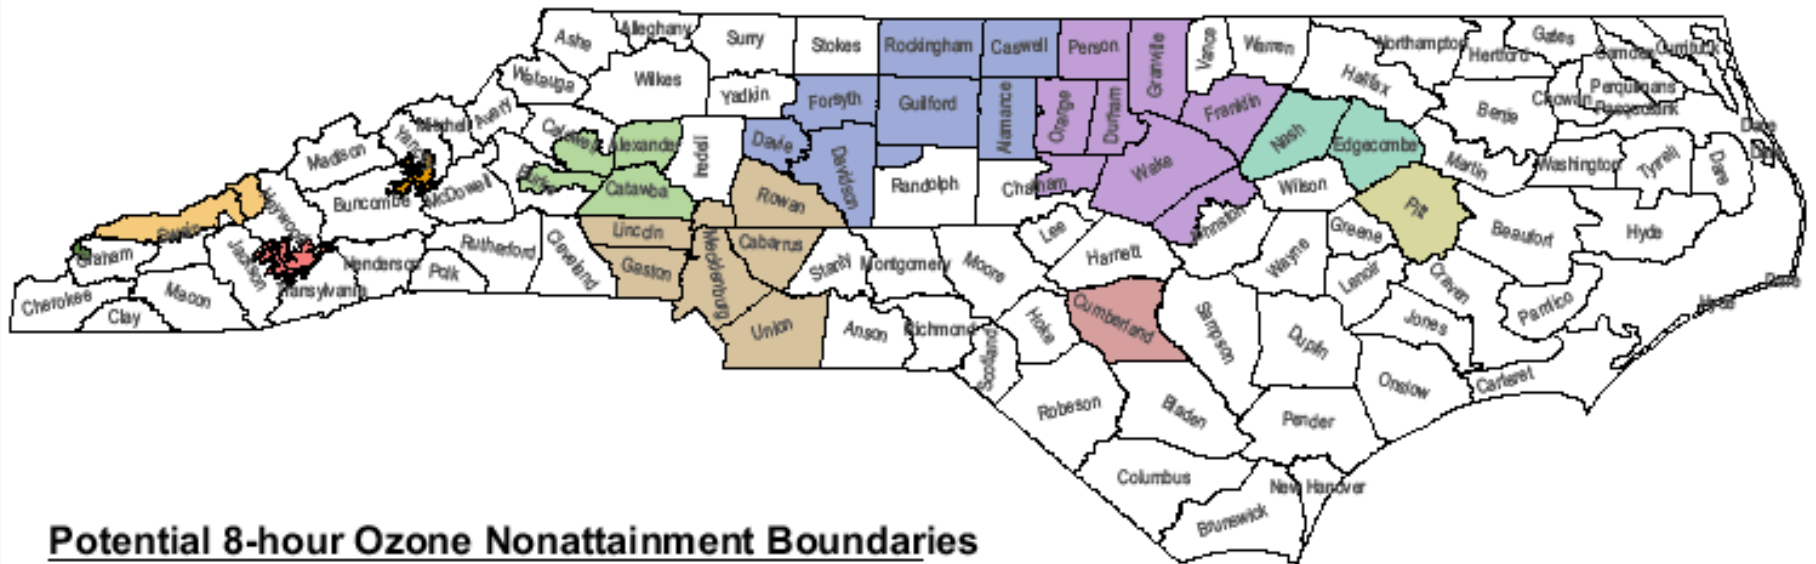 Ashe
Alleghany
Surry
Stokes
Rockingham
Caswell
Person
Granville
Vance
Warren
Northampton
Hertford
Gates
Camden
Currituck
Watauga
Wilkes
Yadkin
Forsyth
Guilford
Alamance
Orange
Durham
Franklin
Halifax
Bertie
Chowan
Perquimans
Pasquotank
Mitchell
Avery
Caldwell
Alexander
Iredell
Davie
Davidson
Randolph
Chatham
Wake
Nash
Edgecombe
Martin
Washington
Tyrrell
Dare
Dare
Dare
Madison
Buncombe
McDowell
Burke
Catawba
Rowan
Wilson
Pitt
Beaufort
Hyde
Haywood
Swain
Graham
Jackson
Henderson
Polk
Rutherford
Cleveland
Lincoln
Gaston
Mecklenburg
Cabarrus
Stanly
Montgomery
Moore
Lee
Harnett
Johnston
Wayne
Greene
Lenoir
Craven
Pamlico
Hyde
Dare
Cherokee
Clay
Macon
Transylvania
Union
Anson
Richmond
Scotland
Hoke
Cumberland
Sampson
Duplin
Jones
Onslow
Carteret
Robeson
Bladen
Pender
Columbus
New Hanover
Brunswick
Potential 8-hour Ozone Nonattainment Boundaries